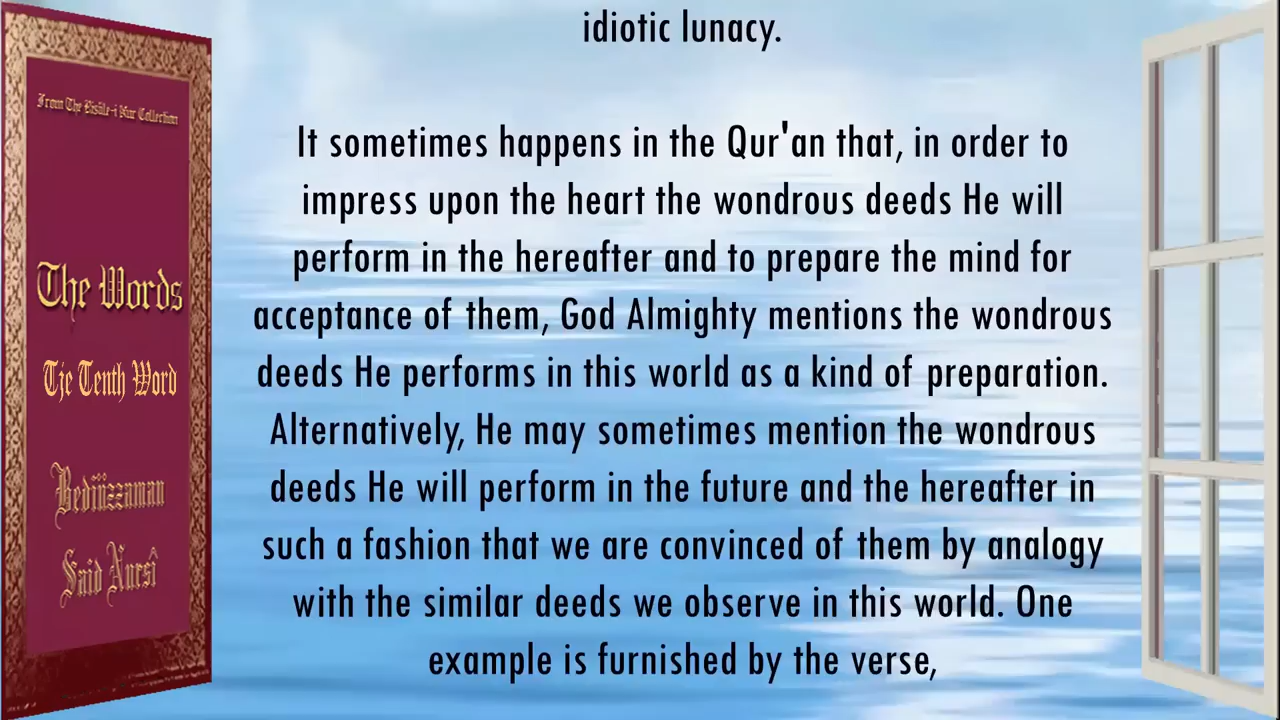 From The Risâle-i Nur Collection
The Words
Tje Tenth Word
Bediüzzaman
Said Nursî
idiotic lunacy.
It sometimes happens in the Qur'an that, in order to
impress upon the heart the wondrous deeds He will
perform in the hereafter and to prepare the mind for
acceptance of them, God Almighty mentions the wondrous
deeds He performs in this world as a kind of preparation.
Alternatively, He may sometimes mention the wondrous
deeds He will perform in the future and the hereafter in
such a fashion that we are convinced of them by analogy
with the similar deeds we observe in this world. One
example is furnished by the verse,